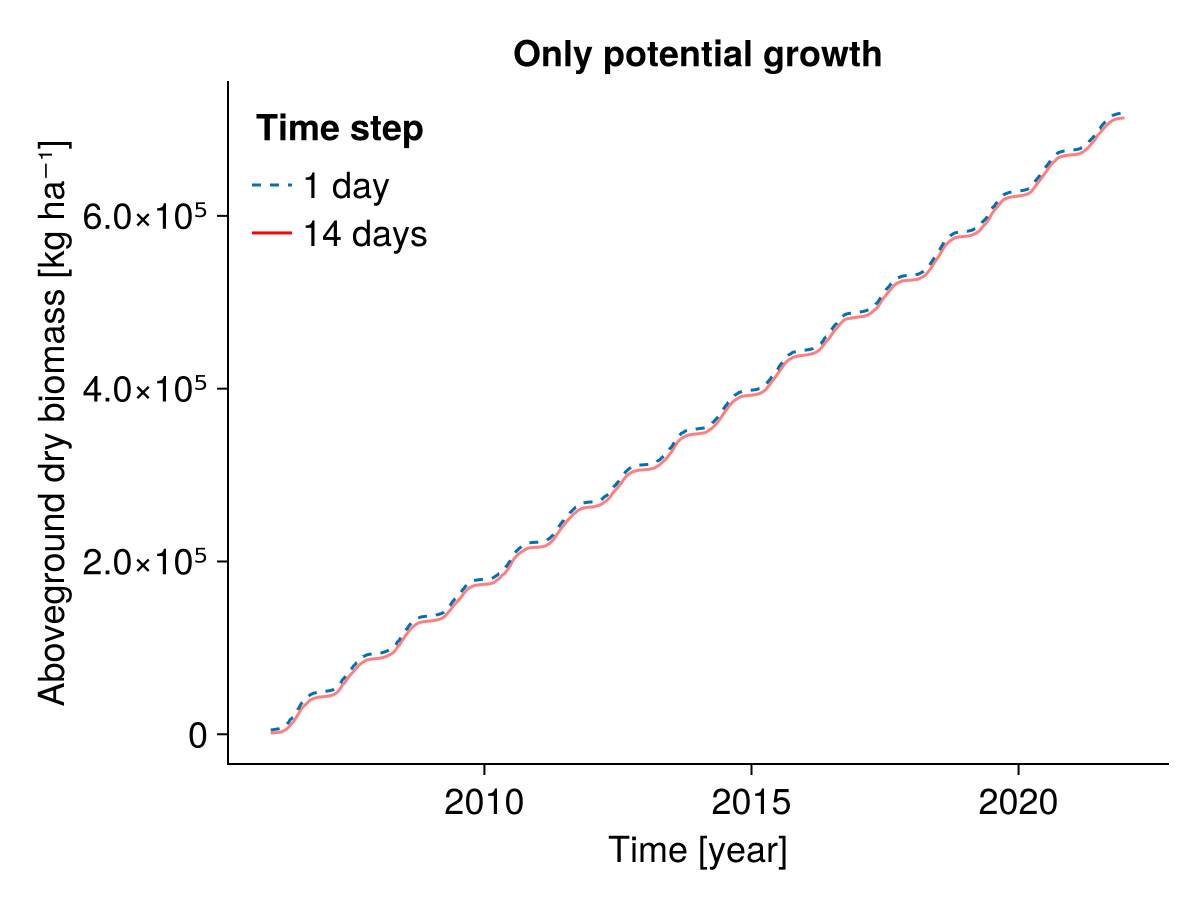 Only potential growth
Time step
1 day
14 days
Aboveground dry biomass [kg ha⁻¹]
6.0×10⁵
4.0×10⁵
2.0×10⁵
0
2010
2015
2020
Time [year]